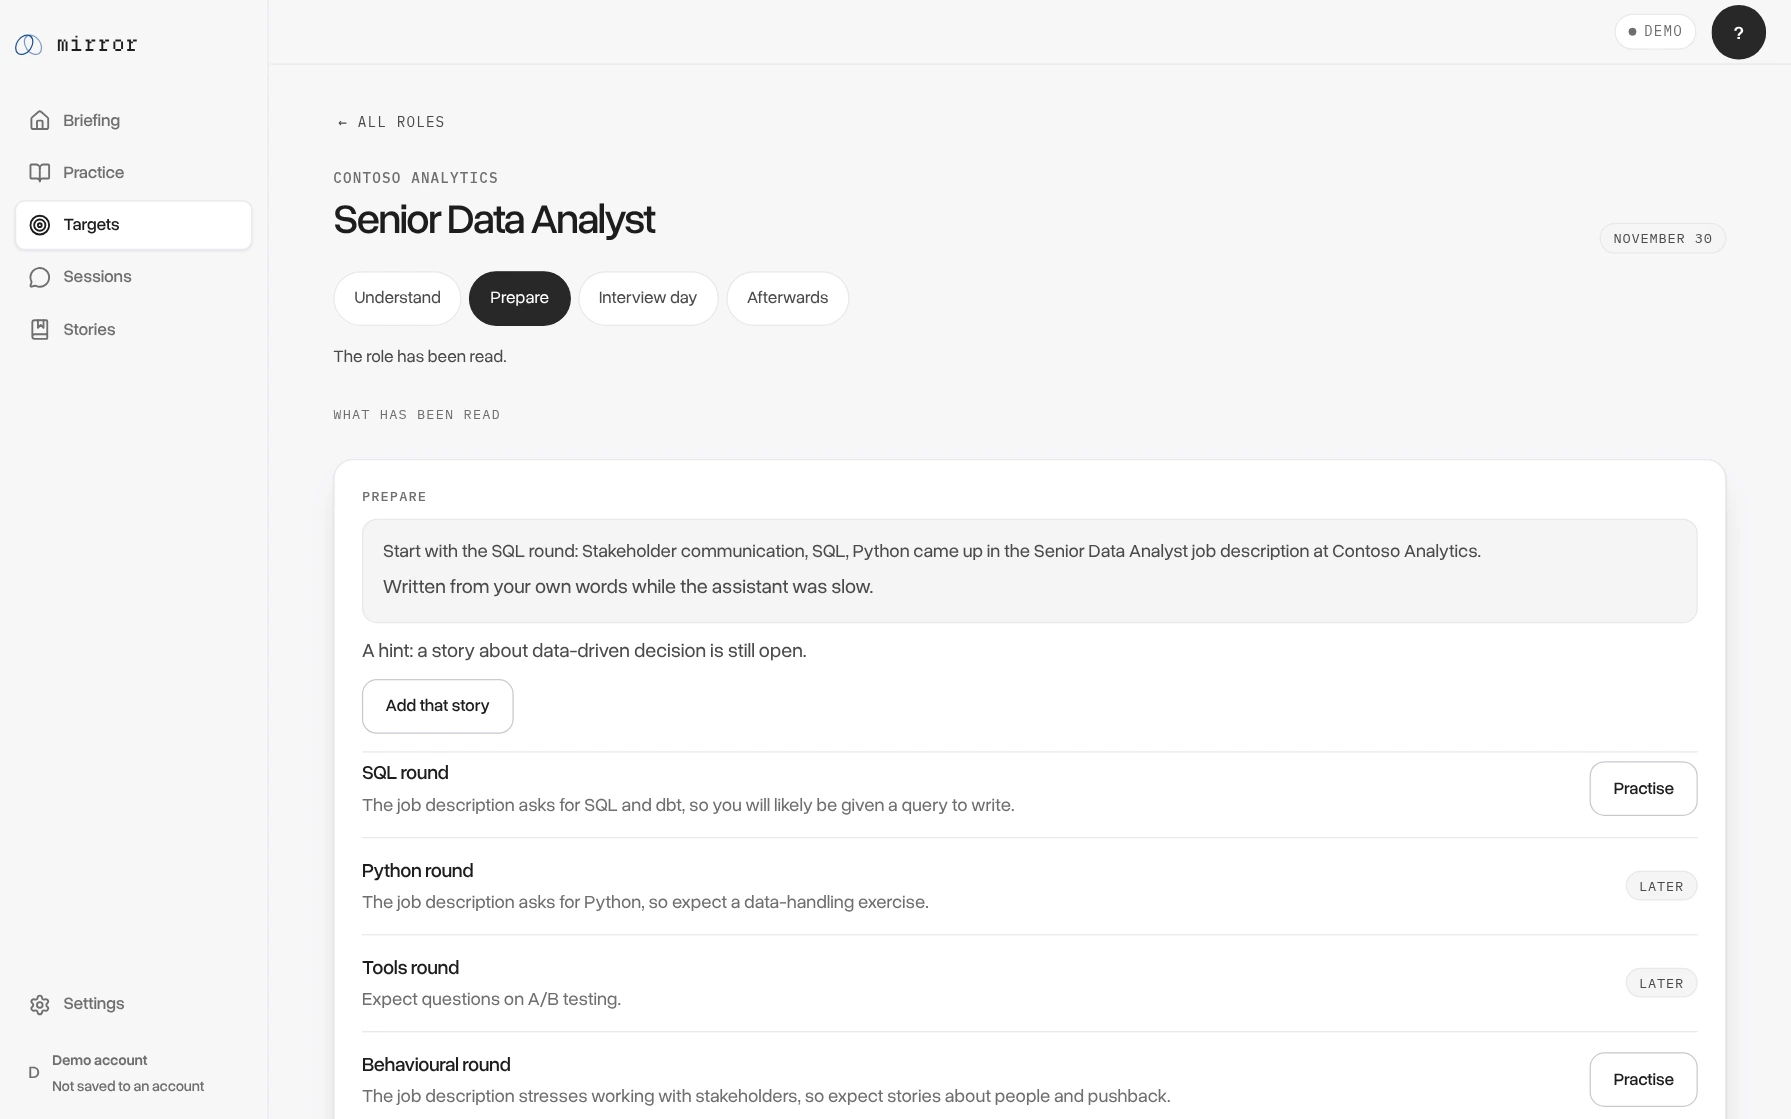 mirror
DEMO
?
Briefing
Practice
Targets
Sessions
Stories
← ALL ROLES
CONTOSO ANALYTICS
Senior Data Analyst
NOVEMBER 30
Understand
Prepare
Interview day
Afterwards
The role has been read.
WHAT HAS BEEN READ
PREPARE
Start with the SQL round: Stakeholder communication, SQL, Python came up in the Senior Data Analyst job description at Contoso Analytics.
Written from your own words while the assistant was slow.
A hint: a story about data-driven decision is still open.
Add that story
SQL round
The job description asks for SQL and dbt, so you will likely be given a query to write.
Practise
Python round
The job description asks for Python, so expect a data-handling exercise.
LATER
Tools round
Expect questions on A/B testing.
LATER
Behavioural round
The job description stresses working with stakeholders, so expect stories about people and pushback.
Practise
Settings
D
Demo account
Not saved to an account